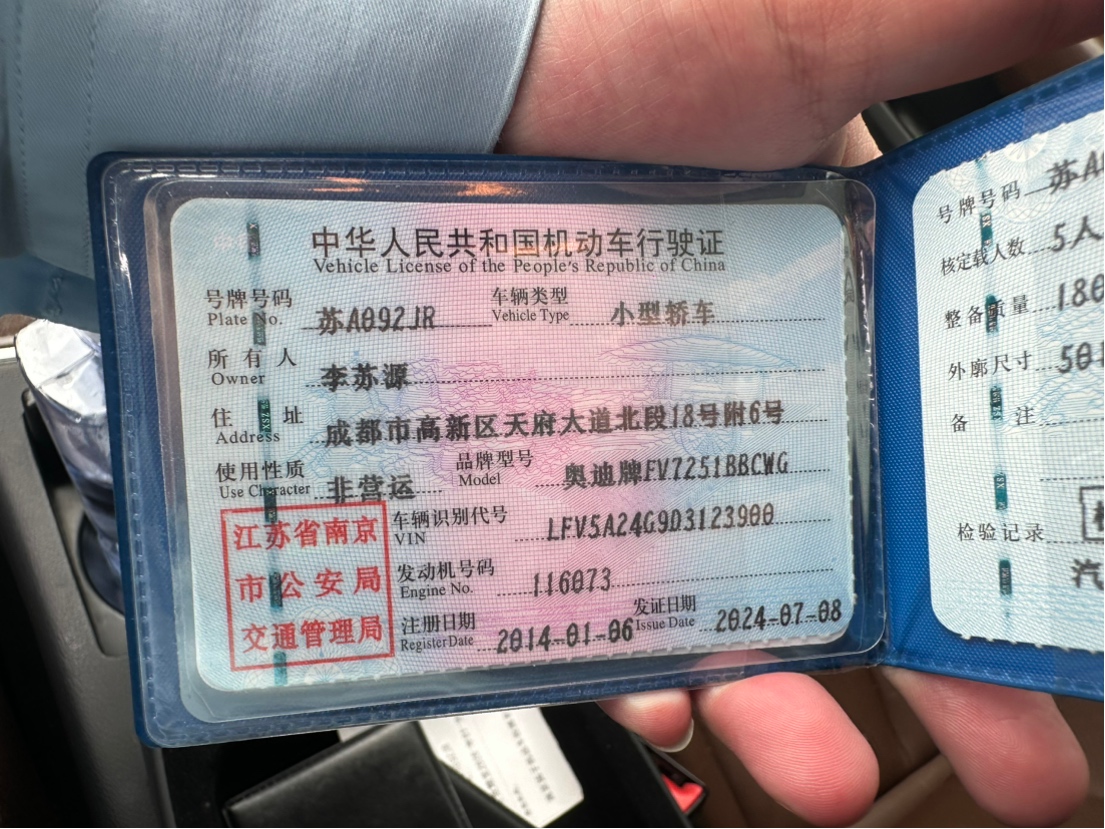 中华人民共和国机动车行驶证
Vehicle License of the People's Republic of China
号牌号码 苏A092JR 车辆类型 小型轿车
Plate No. Vehicle Type
所有人 李苏源
Owner
住址 成都市高新区天府大道北段18号附6号
Address
使用性质 非营运 品牌型号 奥迪牌FV7251BBCWG
Use Character Model
车辆识别代号 LFV5A24G9D3123900
VIN
发动机号码 116073
Engine No.
注册日期 2014-01-06 发证日期 2024-07-08
Register Date Issue Date
江苏省南京
市公安局
交通管理局
号牌号码 苏A
核定载人数 5人
整备质量 180
外廓尺寸 501
备注
检验记录
汽